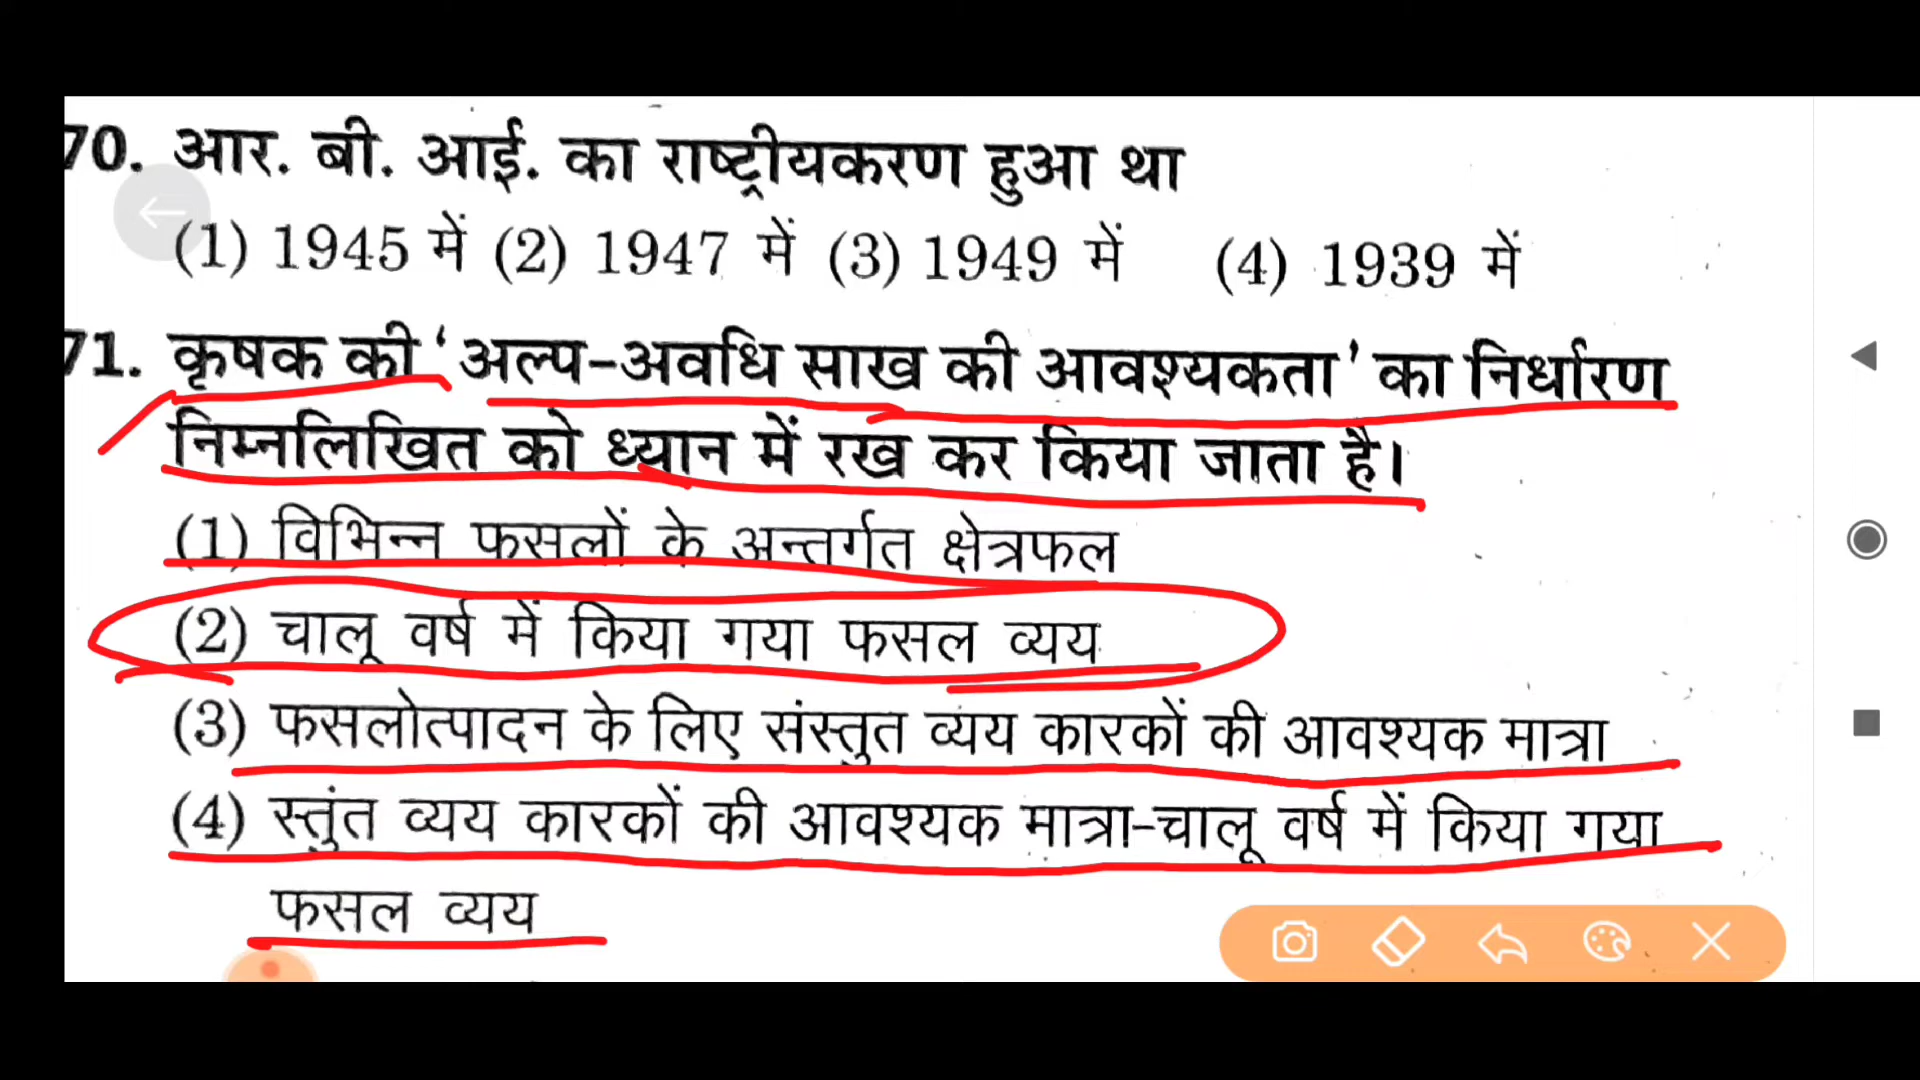 70. आर. बी. आई. का राष्ट्रीयकरण हुआ था
(1) 1945 में (2) 1947 में (3) 1949 में (4) 1939 में
71. कृषक की 'अल्प-अवधि साख की आवश्यकता' का निर्धारण
निम्नलिखित को ध्यान में रख कर किया जाता है।
(1) विभिन्न फसलों के अन्तर्गत क्षेत्रफल
(2) चालू वर्ष में किया गया फसल व्यय
(3) फसलोत्पादन के लिए संस्तुत व्यय कारकों की आवश्यक मात्रा
(4) स्तुंत व्यय कारकों की आवश्यक मात्रा-चालू वर्ष में किया गया
फसल व्यय